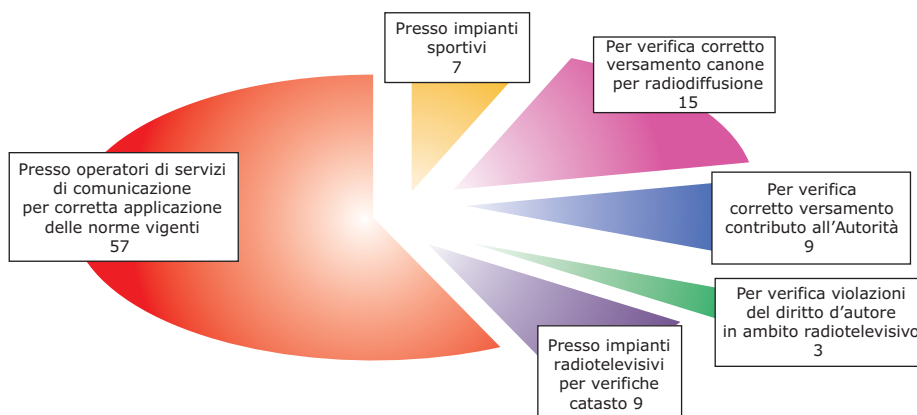 Presso impianti
sportivi
7
Per verifica corretto
versamento canone
per radiodiffusione
15
Presso operatori di servizi
di comunicazione
per corretta applicazione
delle norme vigenti
57
Per verifica
corretto versamento
contributo all'Autorità
9
Per verifica violazioni
del diritto d'autore
in ambito radiotelevisivo
3
Presso impianti
radiotelevisivi
per verifiche
catasto 9